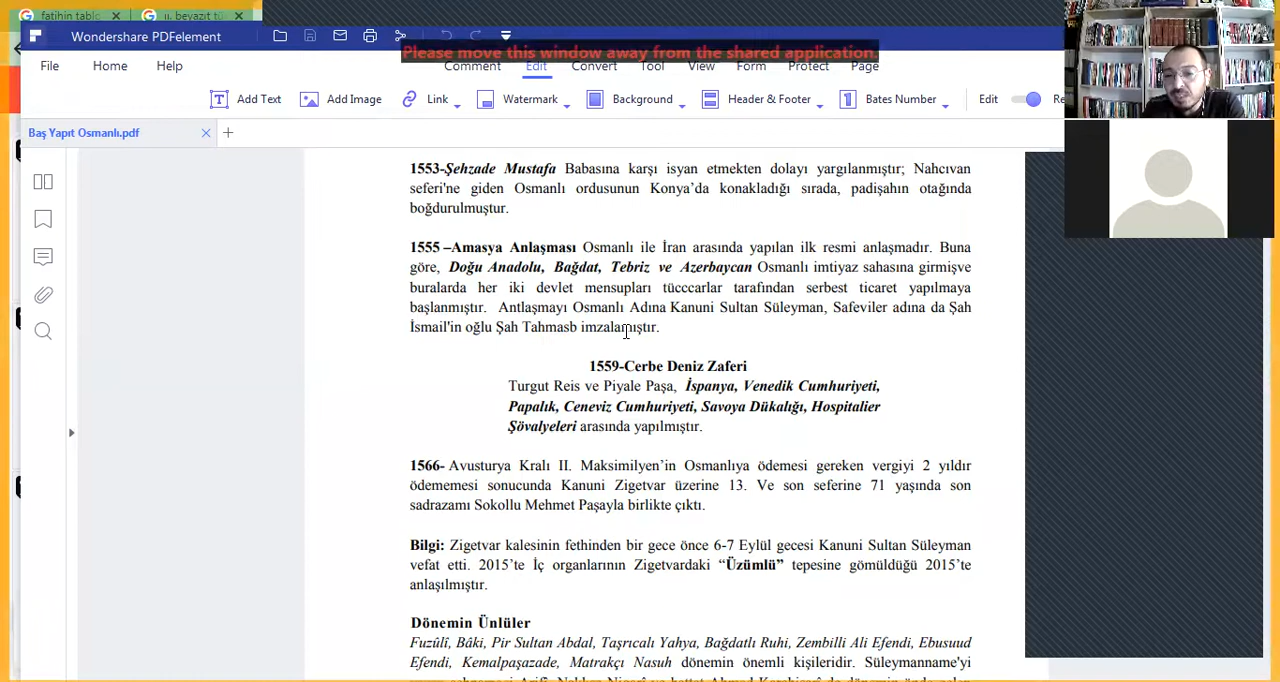 fatihin tablo
II. beyazıt tü
Wondershare PDFelement
Please move this window away from the shared application.
File Home Help Comment Edit Convert Tool View Form Protect Page
Add Text Add Image Link Watermark Background Header & Footer Bates Number Edit
Baş Yapıt Osmanlı.pdf
1553-Şehzade Mustafa Babasına karşı isyan etmekten dolayı yargılanmıştır; Nahcıvan
seferi'ne giden Osmanlı ordusunun Konya'da konakladığı sırada, padişahın otağında
boğdurulmuştur.
1555 –Amasya Anlaşması Osmanlı ile İran arasında yapılan ilk resmi anlaşmadır. Buna
göre, Doğu Anadolu, Bağdat, Tebriz ve Azerbaycan Osmanlı imtiyaz sahasına girmişve
buralarda her iki devlet mensupları tücccarlar tarafından serbest ticaret yapılmaya
başlanmıştır. Antlaşmayı Osmanlı Adına Kanuni Sultan Süleyman, Safeviler adına da Şah
İsmail'in oğlu Şah Tahmasb imzalamıştır.
1559-Cerbe Deniz Zaferi
Turgut Reis ve Piyale Paşa, İspanya, Venedik Cumhuriyeti,
Papalık, Ceneviz Cumhuriyeti, Savoya Dükalığı, Hospitalier
Şövalyeleri arasında yapılmıştır.
1566- Avusturya Kralı II. Maksimilyen'in Osmanlıya ödemesi gereken vergiyi 2 yıldır
ödememesi sonucunda Kanuni Zigetvar üzerine 13. Ve son seferine 71 yaşında son
sadrazamı Sokollu Mehmet Paşayla birlikte çıktı.
Bilgi: Zigetvar kalesinin fethinden bir gece önce 6-7 Eylül gecesi Kanuni Sultan Süleyman
vefat etti. 2015'te İç organlarının Zigetvardaki “Üzümlü” tepesine gömüldüğü 2015'te
anlaşılmıştır.
Dönemin Ünlüler
Fuzûlî, Bâki, Pir Sultan Abdal, Taşrıcalı Yahya, Bağdatlı Ruhi, Zembilli Ali Efendi, Ebusuud
Efendi, Kemalpaşazade, Matrakçı Nasuh dönemin önemli kişileridir. Süleymanname'yi